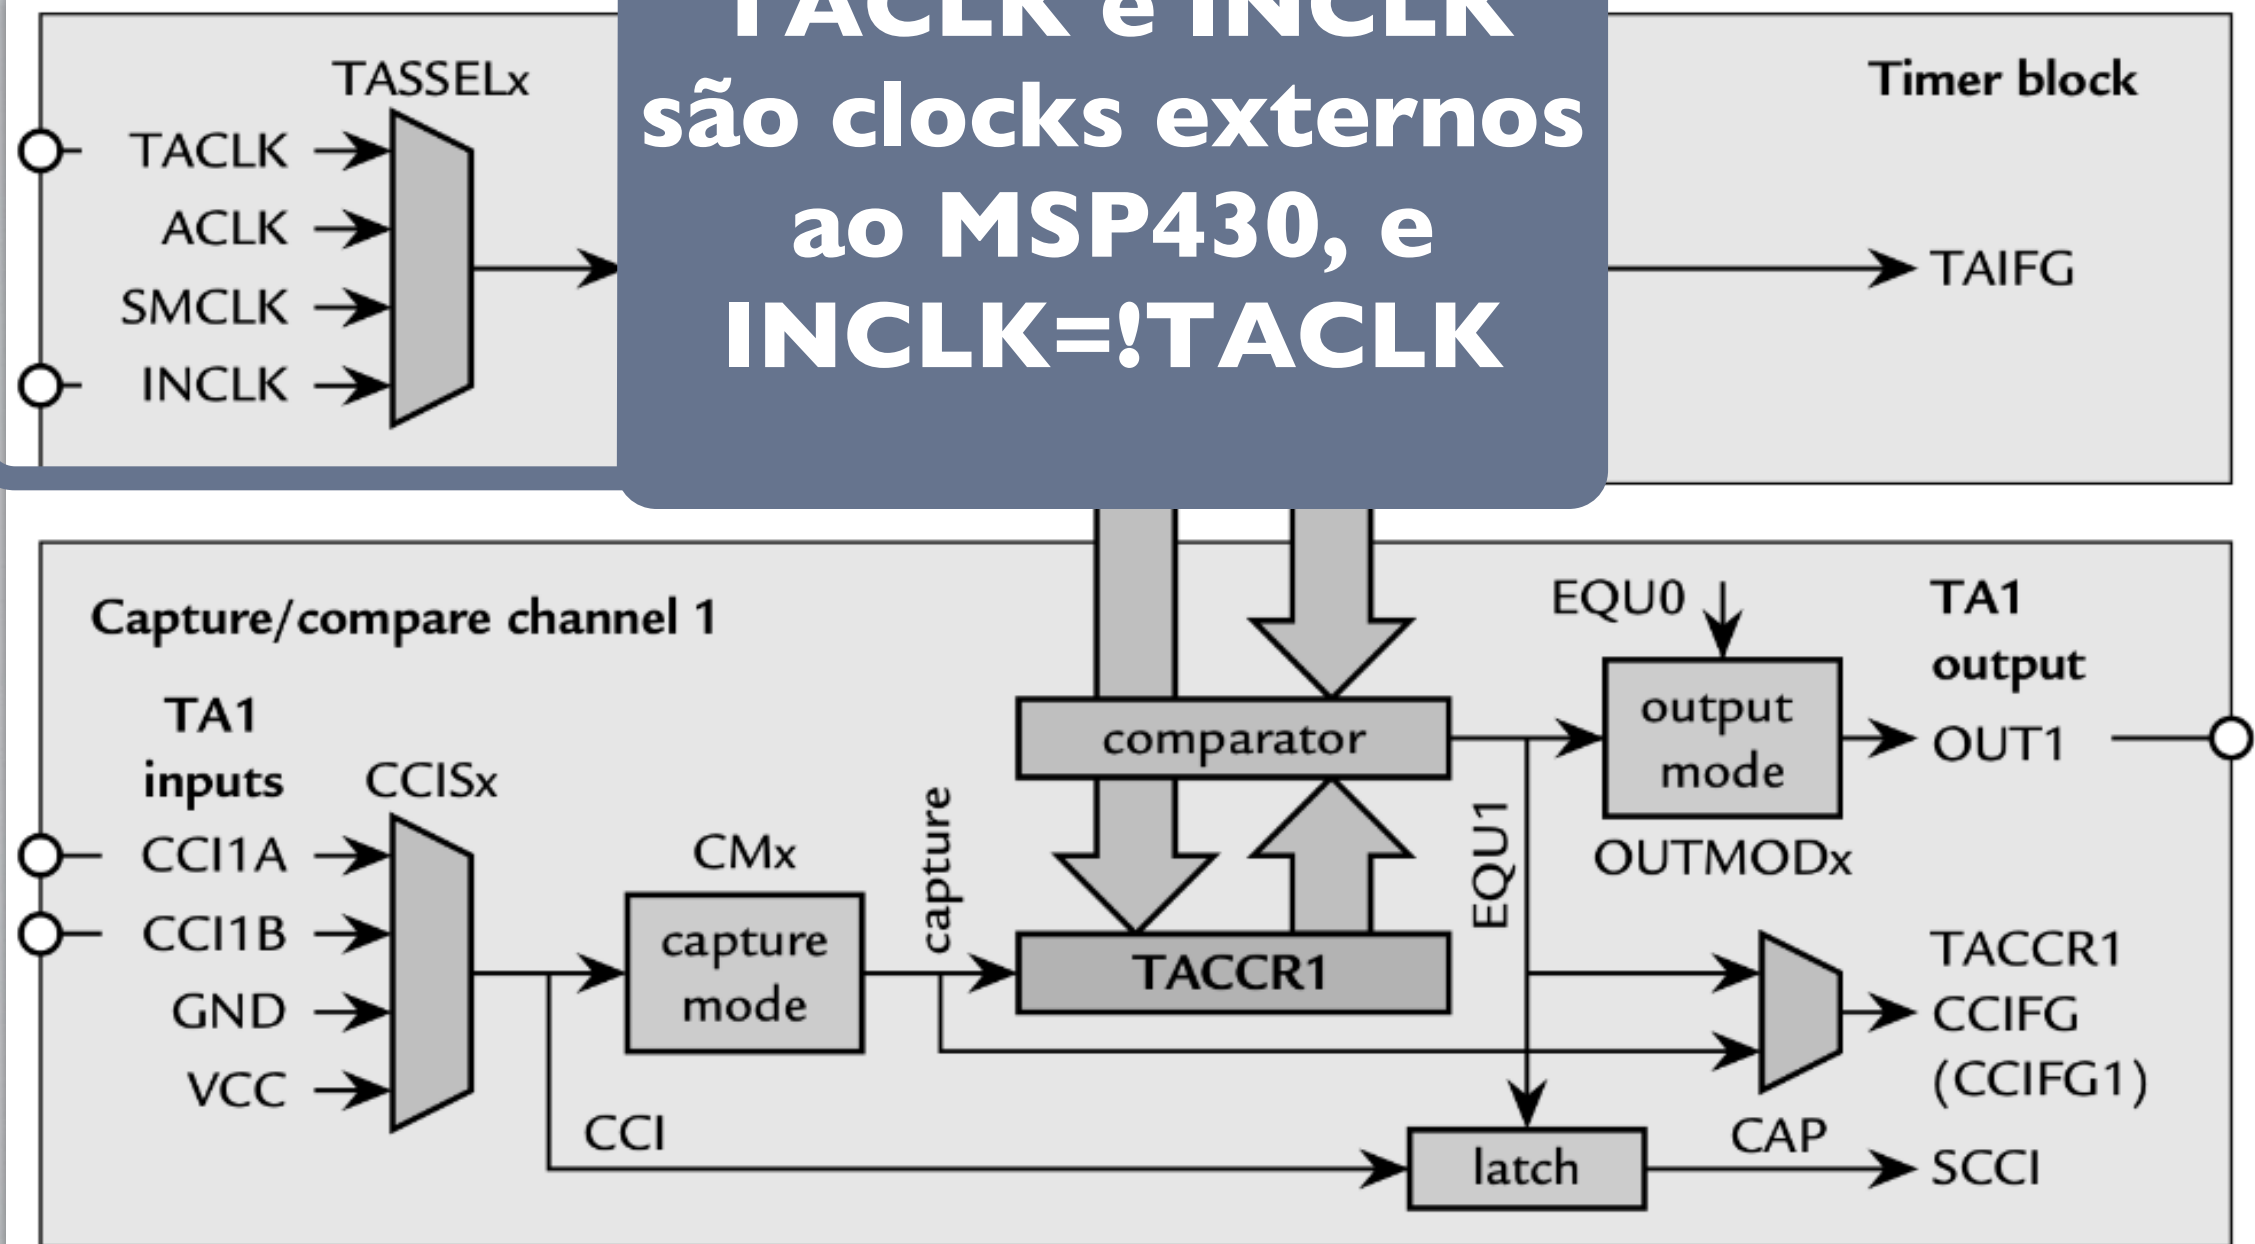 TACLK e INCLK
são clocks externos
ao MSP430, e
INCLK=!TACLK
Timer block
TASSELx
TACLK
ACLK
SMCLK
INCLK
TAIFG
Capture/compare channel 1
TA1
inputs
CCISx
CCI1A
CCI1B
GND
VCC
CCI
CMx
capture
mode
capture
comparator
TACCR1
EQU1
EQU0
output
mode
OUTMODx
TA1
output
OUT1
TACCR1
CCIFG
(CCIFG1)
CAP
latch
SCCI